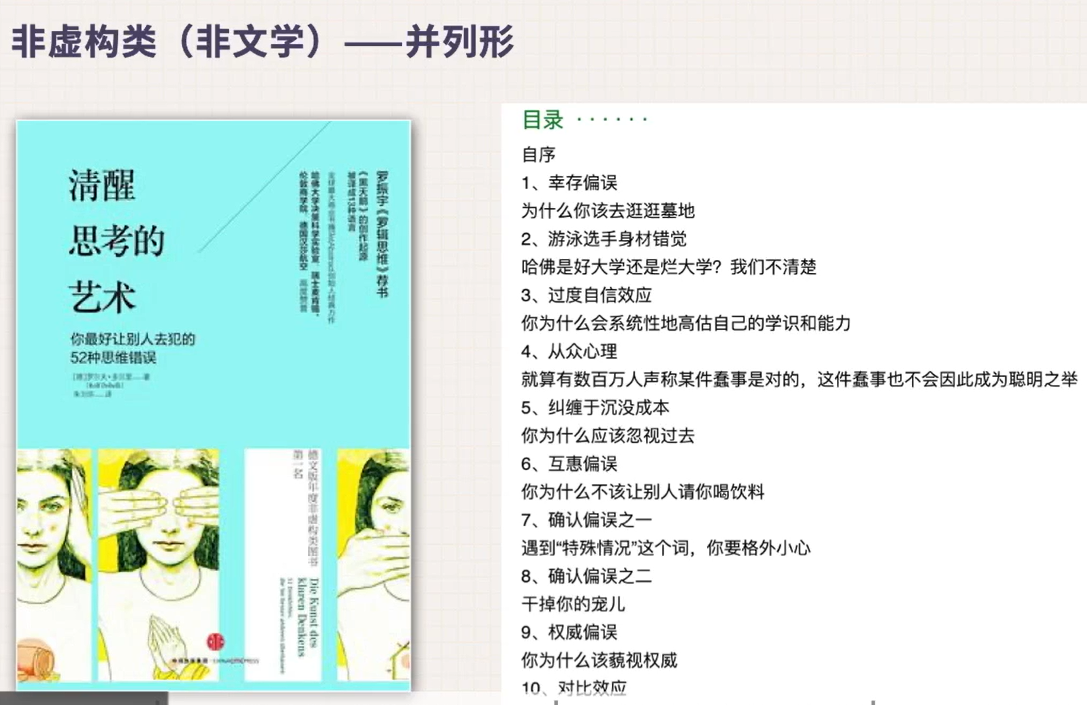 非虚构类（非文学）——并列形
清醒
思考的
艺术
你最好让别人去犯的
52种思维错误
[德]罗尔夫·多贝里……著
(Rolf Dobelli)
朱刘华……译
罗振宇《罗辑思维》荐书
《黑天鹅》的创作起源
被译成13种语言
哈佛大学决策科学实验室、瑞士麦肯锡、
伦敦商学院、德国汉莎航空 高度赞誉
德文版年度非虚构类图书
第一名
Die Kunst des
klaren Denkens
目录 · · · · · ·
自序
1、幸存偏误
为什么你该去逛逛墓地
2、游泳选手身材错觉
哈佛是好大学还是烂大学？我们不清楚
3、过度自信效应
你为什么会系统性地高估自己的学识和能力
4、从众心理
就算有数百万人声称某件蠢事是对的，这件蠢事也不会因此成为聪明之举
5、纠缠于沉没成本
你为什么应该忽视过去
6、互惠偏误
你为什么不该让别人请你喝饮料
7、确认偏误之一
遇到“特殊情况”这个词，你要格外小心
8、确认偏误之二
干掉你的宠儿
9、权威偏误
你为什么该藐视权威
10、对比效应